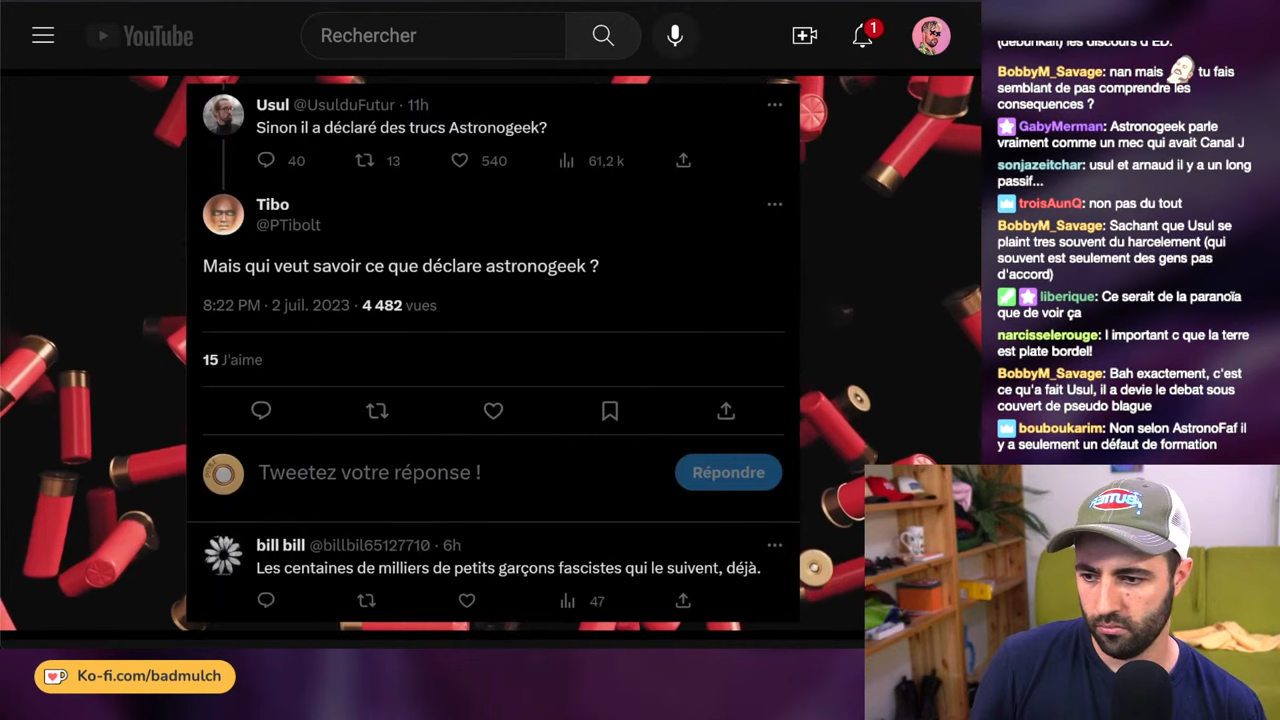 YouTube
Rechercher
1
Usul @UsulduFutur · 11h
Sinon il a déclaré des trucs Astronogeek?
40 13 540 61,2 k
Tibo
@PTibolt
Mais qui veut savoir ce que déclare astronogeek ?
8:22 PM · 2 juil. 2023 · 4 482 vues
15 J'aime
Tweetez votre réponse !
Répondre
bill bill @billbil65127710 · 6h
Les centaines de milliers de petits garçons fascistes qui le suivent, déjà.
47
Ko-fi.com/badmulch
(debunkait) les discours d'ED.
BobbyM_Savage: nan mais tu fais
semblant de pas comprendre les
consequences ?
GabyMerman: Astronogeek parle
vraiment comme un mec qui avait Canal J
sonjazeitchar: usul et arnaud il y a un long
passif...
troisAunQ: non pas du tout
BobbyM_Savage: Sachant que Usul se
plaint tres souvent du harcelement (qui
souvent est seulement des gens pas
d'accord)
liberique: Ce serait de la paranoïa
que de voir ça
narcisselerouge: l important c que la terre
est plate bordel!
BobbyM_Savage: Bah exactement, c'est
ce qu'a fait Usul, il a devie le debat sous
couvert de pseudo blague
bouboukarim: Non selon AstronoFaf il
y a seulement un défaut de formation